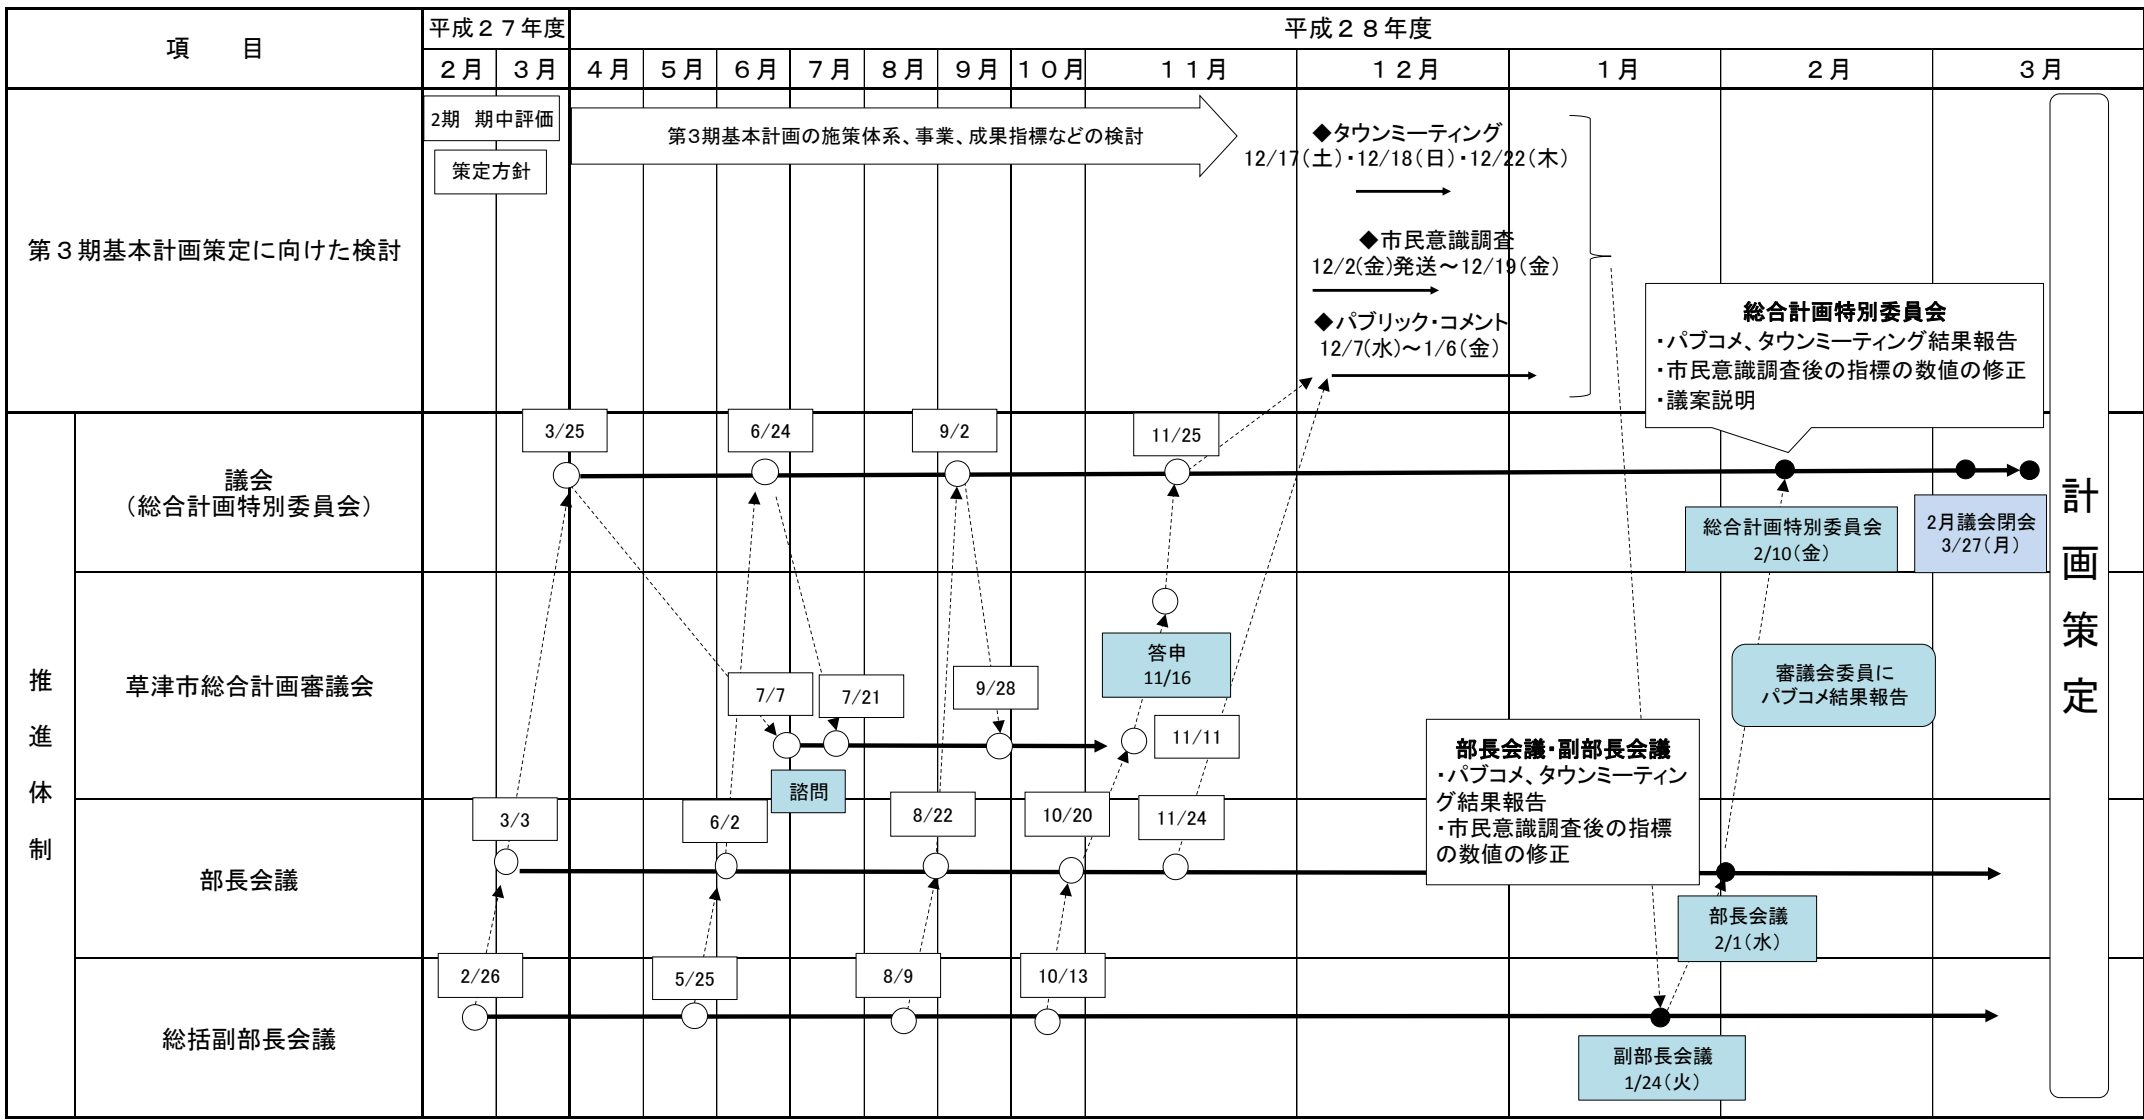 項　　目
平成２７年度
平成２８年度
２月
３月
４月
５月
６月
７月
８月
９月
１０月
１１月
１２月
１月
２月
３月
第３期基本計画策定に向けた検討
2期　期中評価
策定方針
第3期基本計画の施策体系、事業、成果指標などの検討
◆タウンミーティング
12/17(土)・12/18(日)・12/22(木)
◆市民意識調査
12/2(金)発送～12/19(金)
◆パブリック・コメント
12/7(水)～1/6(金)
総合計画特別委員会
・パブコメ、タウンミーティング結果報告
・市民意識調査後の指標の数値の修正
・議案説明
計画策定
推進体制
議会
（総合計画特別委員会）
3/25
6/24
9/2
11/25
総合計画特別委員会
2/10(金)
2月議会閉会
3/27(月)
草津市総合計画審議会
7/7
7/21
9/28
答申
11/16
11/11
諮問
審議会委員に
パブコメ結果報告
部長会議・副部長会議
・パブコメ、タウンミーティン
グ結果報告
・市民意識調査後の指標
の数値の修正
部長会議
3/3
6/2
8/22
10/20
11/24
部長会議
2/1(水)
総括副部長会議
2/26
5/25
8/9
10/13
副部長会議
1/24(火)